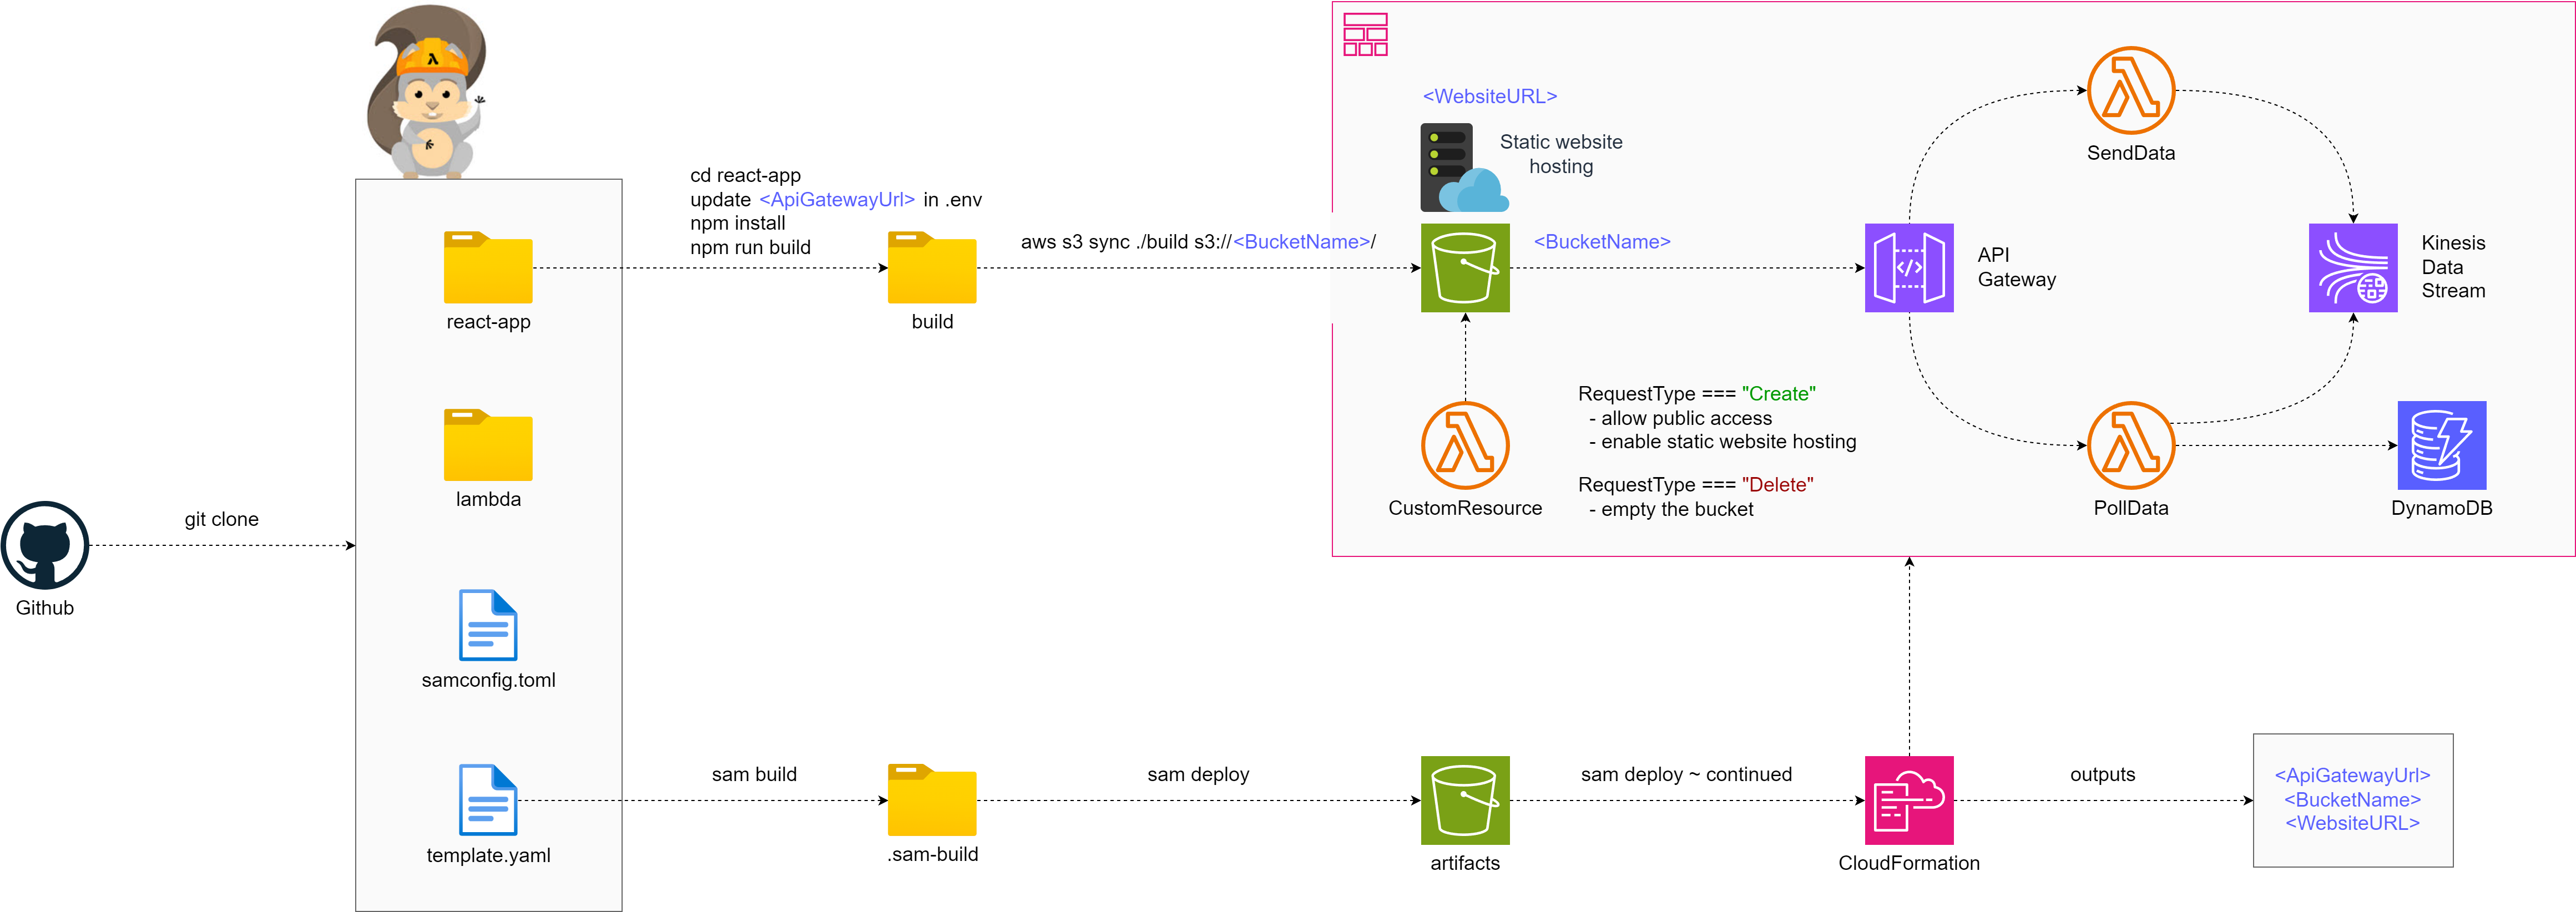 cd react-app
update <ApiGatewayUrl> in .env
npm install
npm run build
react-app
build
aws s3 sync ./build s3://<BucketName>/
lambda
Github
git clone
samconfig.toml
template.yaml
sam build
.sam-build
sam deploy
artifacts
sam deploy ~ continued
CloudFormation
outputs
<ApiGatewayUrl>
<BucketName>
<WebsiteURL>
<WebsiteURL>
Static website
hosting
<BucketName>
CustomResource
RequestType === "Create"
- allow public access
- enable static website hosting
RequestType === "Delete"
- empty the bucket
API
Gateway
SendData
Kinesis
Data
Stream
PollData
DynamoDB
λ